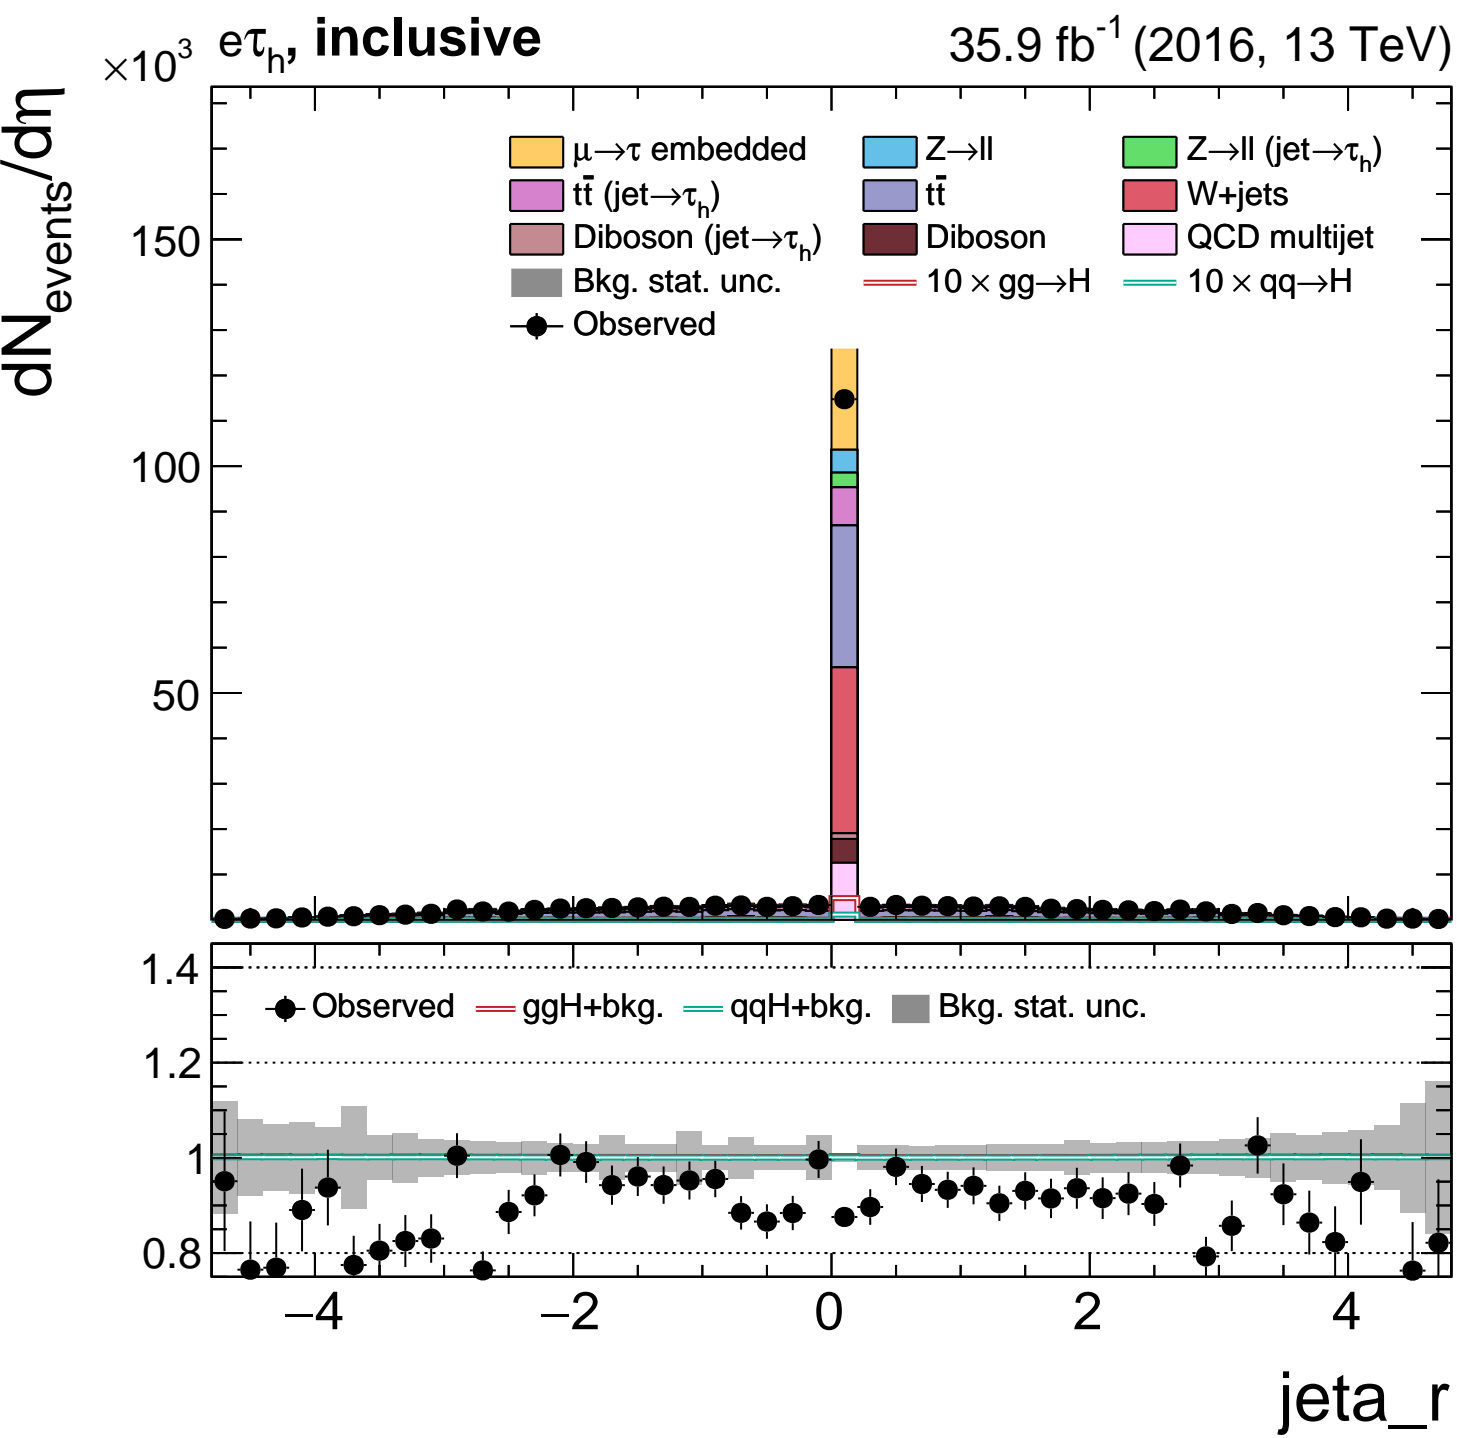 ×10³ eτₕ, inclusive 35.9 fb⁻¹ (2016, 13 TeV)
dN_events/dη
μ→τ embedded Z→ll Z→ll (jet→τₕ)
tt̄ (jet→τₕ) tt̄ W+jets
Diboson (jet→τₕ) Diboson QCD multijet
Bkg. stat. unc. 10 × gg→H 10 × qq→H
Observed
150
100
50
1.4
Observed ggH+bkg. qqH+bkg. Bkg. stat. unc.
1.2
1
0.8
−4 −2 0 2 4
jeta_r